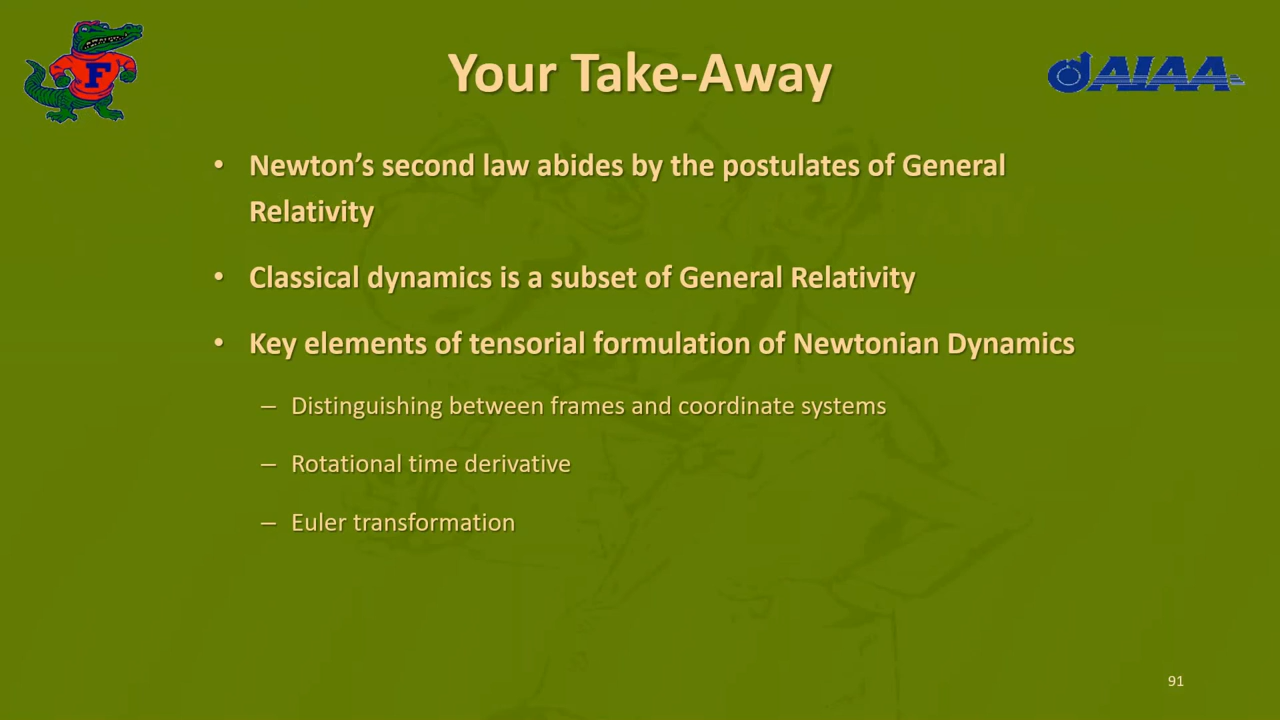 F
Your Take-Away
AIAA
• Newton's second law abides by the postulates of General
Relativity
• Classical dynamics is a subset of General Relativity
• Key elements of tensorial formulation of Newtonian Dynamics
– Distinguishing between frames and coordinate systems
– Rotational time derivative
– Euler transformation
91